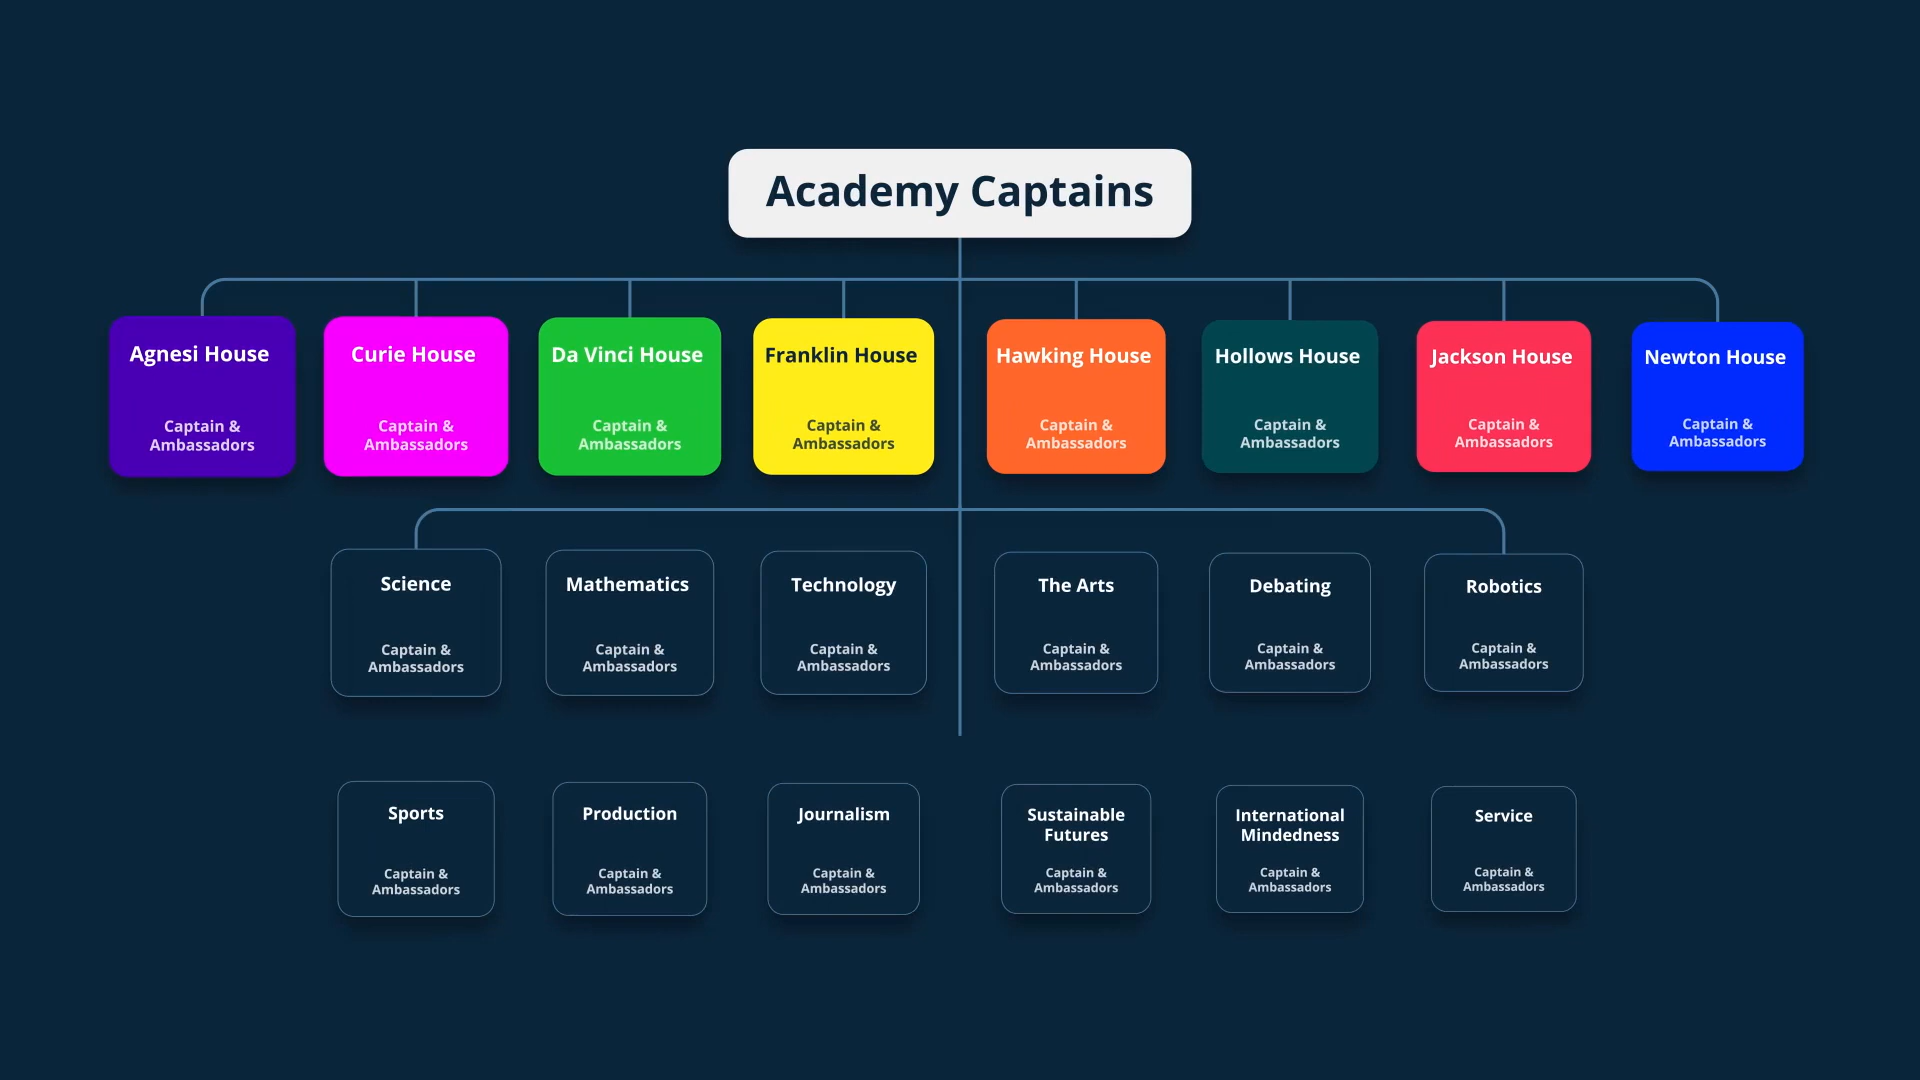 Academy Captains
Agnesi House
Captain &
Ambassadors
Curie House
Captain &
Ambassadors
Da Vinci House
Captain &
Ambassadors
Franklin House
Captain &
Ambassadors
Hawking House
Captain &
Ambassadors
Hollows House
Captain &
Ambassadors
Jackson House
Captain &
Ambassadors
Newton House
Captain &
Ambassadors
Science
Captain &
Ambassadors
Mathematics
Captain &
Ambassadors
Technology
Captain &
Ambassadors
The Arts
Captain &
Ambassadors
Debating
Captain &
Ambassadors
Robotics
Captain &
Ambassadors
Sports
Captain &
Ambassadors
Production
Captain &
Ambassadors
Journalism
Captain &
Ambassadors
Sustainable
Futures
Captain &
Ambassadors
International
Mindedness
Captain &
Ambassadors
Service
Captain &
Ambassadors